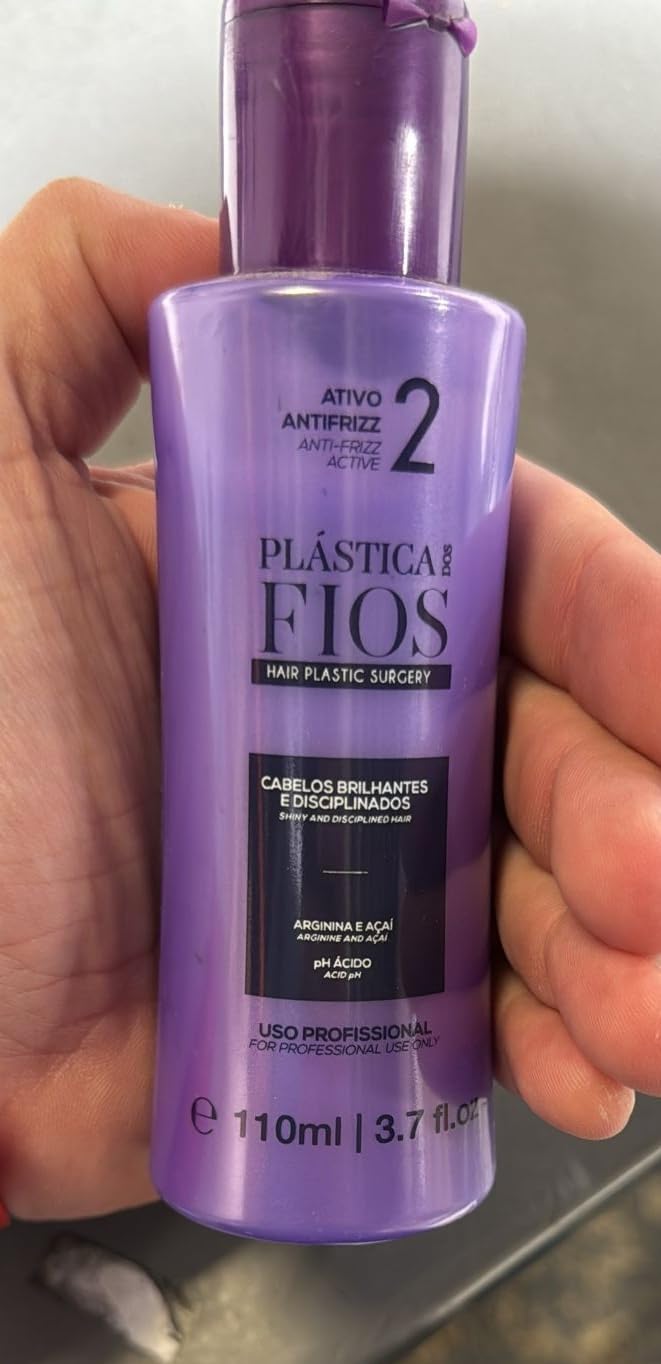 ATIVO
ANTIFRIZZ
ANTI-FRIZZ
ACTIVE
2
PLÁSTICA DOS
FIOS
HAIR PLASTIC SURGERY
CABELOS BRILHANTES
E DISCIPLINADOS
SHINY AND DISCIPLINED HAIR
ARGININA E AÇAÍ
ARGININE AND AÇAÍ
pH ÁCIDO
ACID pH
USO PROFISSIONAL
FOR PROFESSIONAL USE ONLY
e 110ml | 3.7 fl.oz